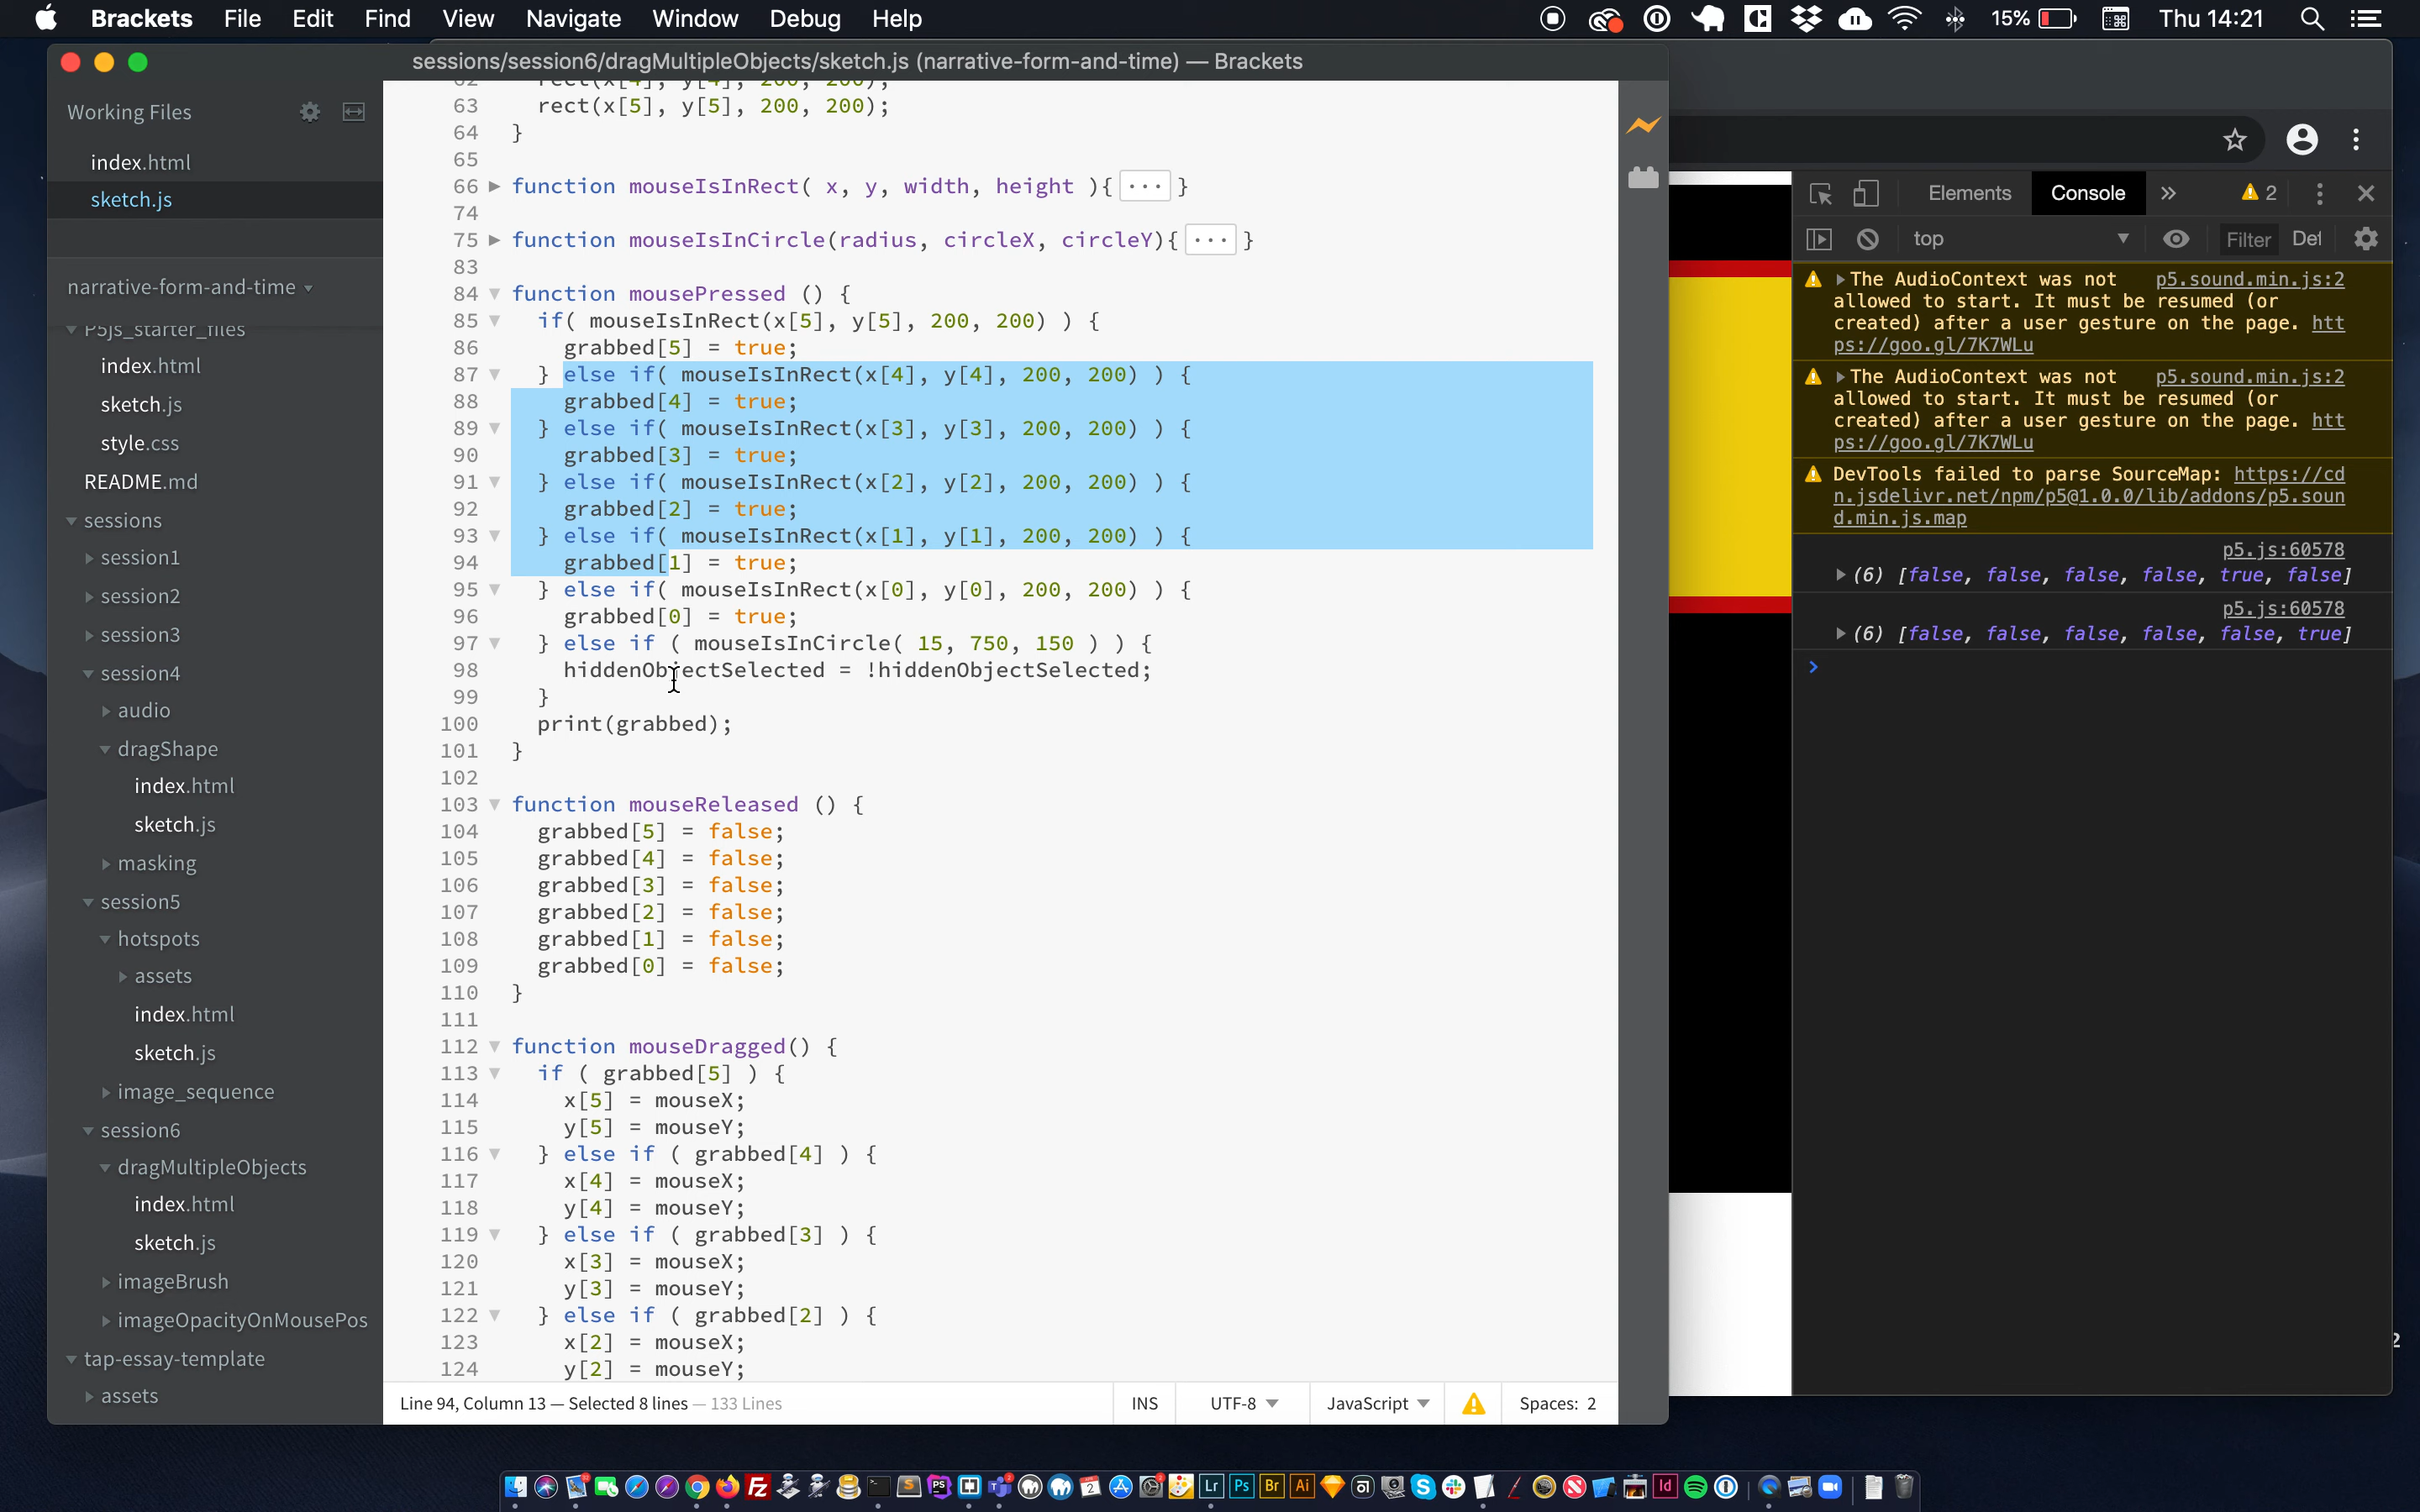 Brackets File Edit Find View Navigate Window Debug Help 15% Thu 14:21
sessions/session6/dragMultipleObjects/sketch.js (narrative-form-and-time) — Brackets
Working Files
index.html
sketch.js
narrative-form-and-time
P5js_starter_files
index.html
sketch.js
style.css
README.md
sessions
session1
session2
session3
session4
audio
dragShape
index.html
sketch.js
masking
session5
hotspots
assets
index.html
sketch.js
image_sequence
session6
dragMultipleObjects
index.html
sketch.js
imageBrush
imageOpacityOnMousePos
tap-essay-template
assets
62 rect(x[4], y[4], 200, 200);
63 rect(x[5], y[5], 200, 200);
64 }
65
66 function mouseIsInRect( x, y, width, height ){ ... }
74
75 function mouseIsInCircle(radius, circleX, circleY){ ... }
83
84 function mousePressed () {
85 if( mouseIsInRect(x[5], y[5], 200, 200) ) {
86 grabbed[5] = true;
87 } else if( mouseIsInRect(x[4], y[4], 200, 200) ) {
88 grabbed[4] = true;
89 } else if( mouseIsInRect(x[3], y[3], 200, 200) ) {
90 grabbed[3] = true;
91 } else if( mouseIsInRect(x[2], y[2], 200, 200) ) {
92 grabbed[2] = true;
93 } else if( mouseIsInRect(x[1], y[1], 200, 200) ) {
94 grabbed[1] = true;
95 } else if( mouseIsInRect(x[0], y[0], 200, 200) ) {
96 grabbed[0] = true;
97 } else if ( mouseIsInCircle( 15, 750, 150 ) ) {
98 hiddenObjectSelected = !hiddenObjectSelected;
99 }
100 print(grabbed);
101 }
102
103 function mouseReleased () {
104 grabbed[5] = false;
105 grabbed[4] = false;
106 grabbed[3] = false;
107 grabbed[2] = false;
108 grabbed[1] = false;
109 grabbed[0] = false;
110 }
111
112 function mouseDragged() {
113 if ( grabbed[5] ) {
114 x[5] = mouseX;
115 y[5] = mouseY;
116 } else if ( grabbed[4] ) {
117 x[4] = mouseX;
118 y[4] = mouseY;
119 } else if ( grabbed[3] ) {
120 x[3] = mouseX;
121 y[3] = mouseY;
122 } else if ( grabbed[2] ) {
123 x[2] = mouseX;
124 y[2] = mouseY;
Line 94, Column 13 — Selected 8 lines — 133 Lines INS UTF-8 JavaScript Spaces: 2
Elements Console » 2
top Filter Def
The AudioContext was not p5.sound.min.js:2
allowed to start. It must be resumed (or
created) after a user gesture on the page. htt
ps://goo.gl/7K7WLu
The AudioContext was not p5.sound.min.js:2
allowed to start. It must be resumed (or
created) after a user gesture on the page. htt
ps://goo.gl/7K7WLu
DevTools failed to parse SourceMap: https://cd
n.jsdelivr.net/npm/p5@1.0.0/lib/addons/p5.soun
d.min.js.map
p5.js:60578
(6) [false, false, false, false, true, false]
p5.js:60578
(6) [false, false, false, false, false, true]
>
Lr Ps Br Ai Id